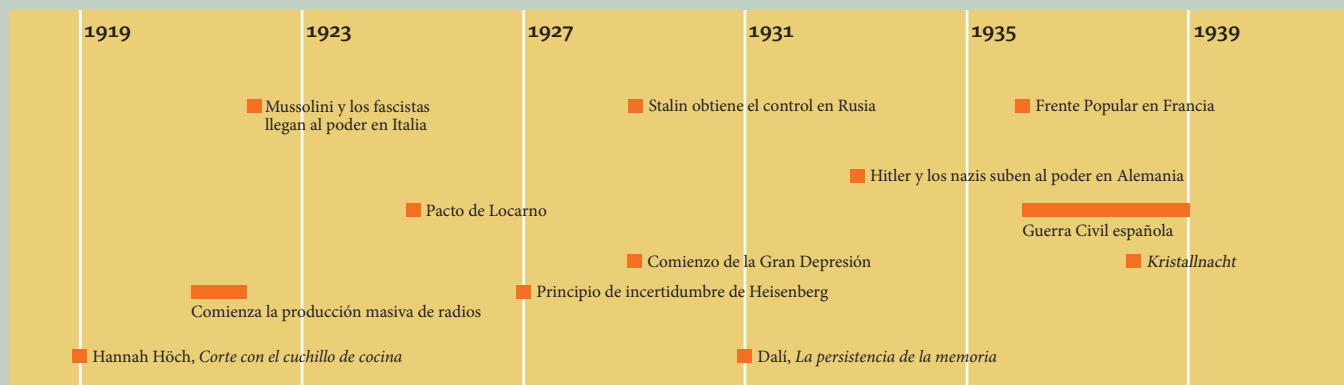 1919
1923
1927
1931
1935
1939
Mussolini y los fascistas
llegan al poder en Italia
Stalin obtiene el control en Rusia
Frente Popular en Francia
Hitler y los nazis suben al poder en Alemania
Pacto de Locarno
Guerra Civil española
Comienzo de la Gran Depresión
Kristallnacht
Principio de incertidumbre de Heisenberg
Comienza la producción masiva de radios
Hannah Höch, Corte con el cuchillo de cocina
Dalí, La persistencia de la memoria